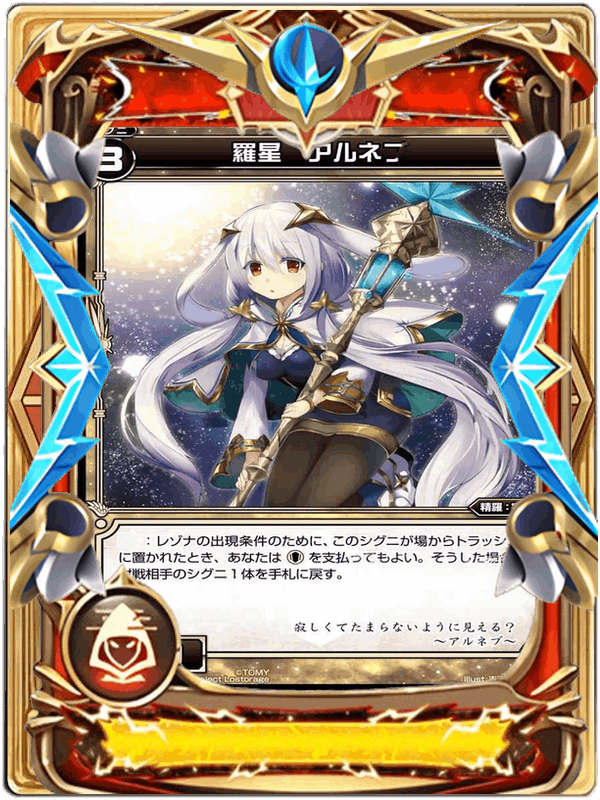 3
羅星 アルネブ
精羅：
：レゾナの出現条件のために、このシグニが場からトラッシ
に置かれたとき、あなたは を支払ってもよい。そうした場合
戦相手のシグニ１体を手札に戻す。
寂しくてたまらないように見える？
～アルネブ～
©TOMY
ject Lostorage
Illust: